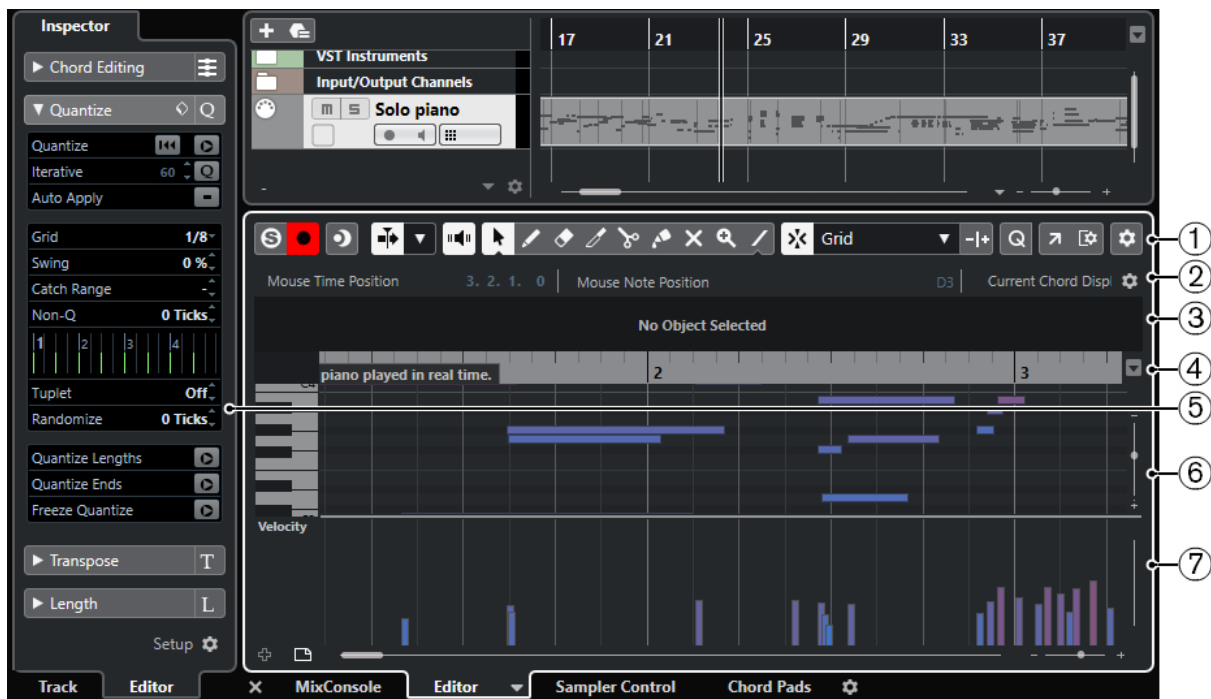 Inspector
Chord Editing
Quantize Q
Quantize
Iterative 60 Q
Auto Apply
Grid 1/8
Swing 0 %
Catch Range -
Non-Q 0 Ticks
1 2 3 4
Tuplet Off
Randomize 0 Ticks
Quantize Lengths
Quantize Ends
Freeze Quantize
Transpose T
Length L
Setup
Track Editor
17 21 25 29 33 37
VST Instruments
Input/Output Channels
m S Solo piano
-
S Grid Q
Mouse Time Position 3. 2. 1. 0 Mouse Note Position D3 Current Chord Displ
No Object Selected
piano played in real time. 2 3
Velocity
MixConsole Editor Sampler Control Chord Pads
1
2
3
4
5
6
7